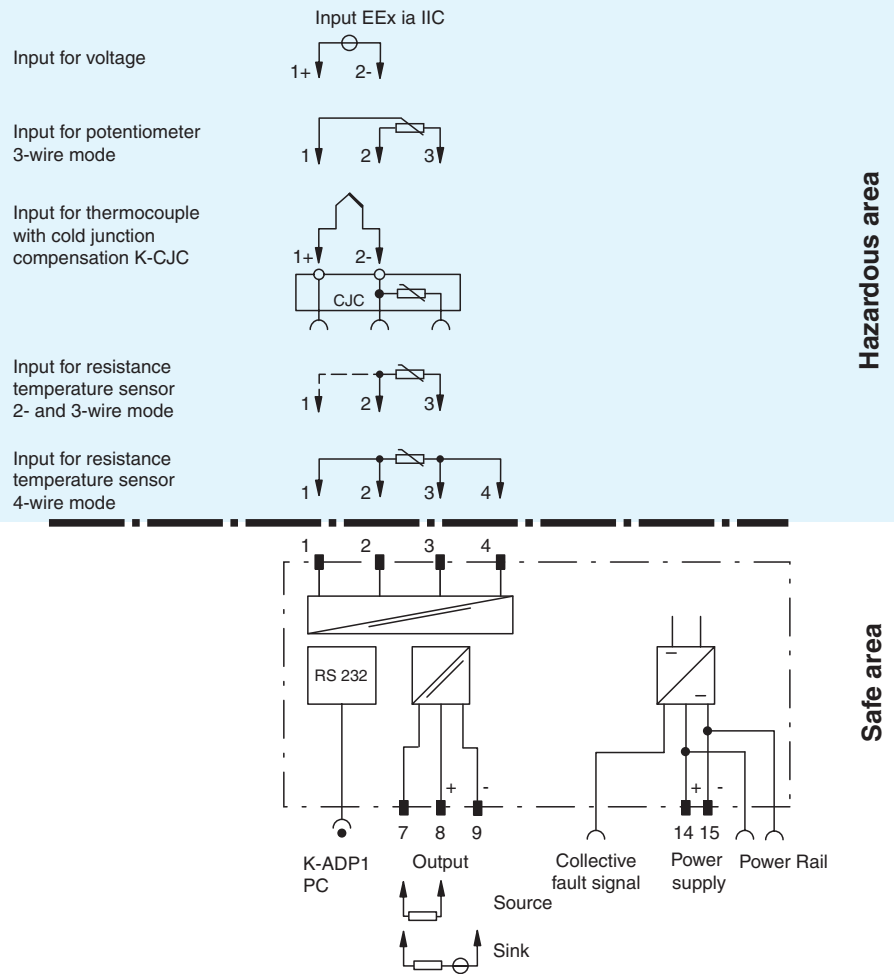 Input EEx ia IIC
Input for voltage
1+ 2-
Input for potentiometer
3-wire mode
1 2 3
Input for thermocouple
with cold junction
compensation K-CJC
1+ 2-
CJC
Input for resistance
temperature sensor
2- and 3-wire mode
1 2 3
Input for resistance
temperature sensor
4-wire mode
1 2 3 4
Hazardous area
1 2 3 4
RS 232
Safe area
+ - + -
7 8 9 14 15
K-ADP1
PC
Output
Collective
fault signal
Power
supply
Power Rail
Source
Sink